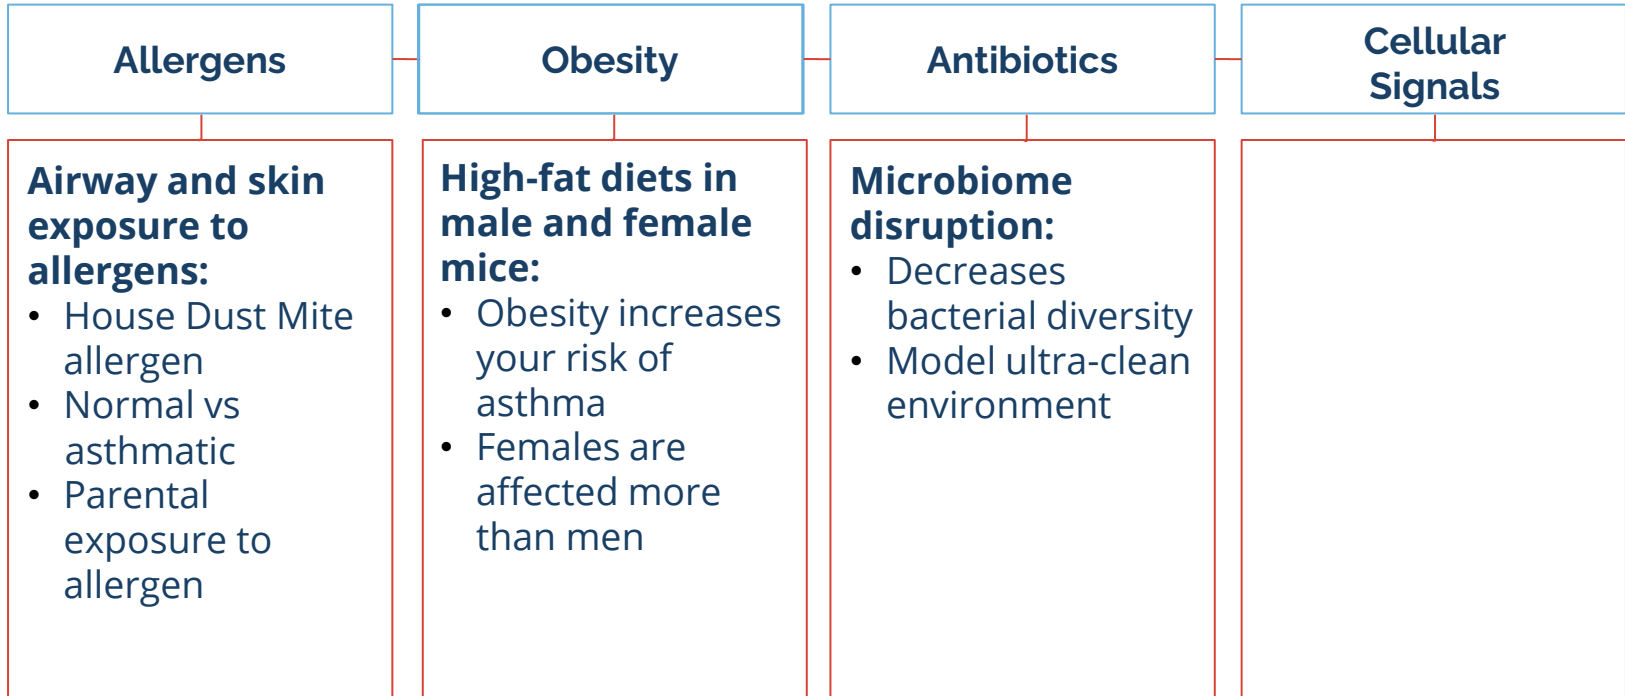 Allergens
Obesity
Antibiotics
Cellular
Signals
Airway and skin
exposure to
allergens:
• House Dust Mite
allergen
• Normal vs
asthmatic
• Parental
exposure to
allergen
High-fat diets in
male and female
mice:
• Obesity increases
your risk of
asthma
• Females are
affected more
than men
Microbiome
disruption:
• Decreases
bacterial diversity
• Model ultra-clean
environment